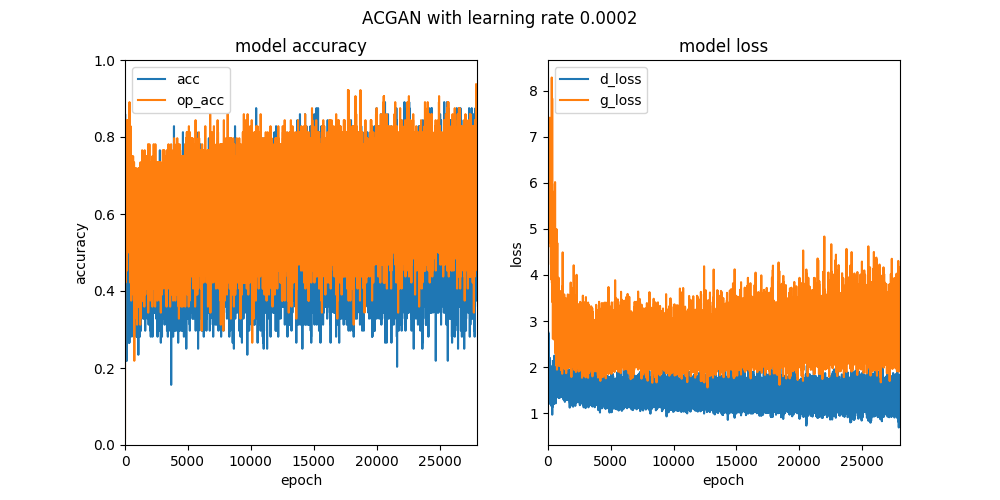 ACGAN with learning rate 0.0002
model accuracy
acc
op_acc
accuracy
1.0
0.8
0.6
0.4
0.2
0.0
0
5000
10000
15000
20000
25000
epoch
model loss
d_loss
g_loss
loss
8
7
6
5
4
3
2
1
0
5000
10000
15000
20000
25000
epoch